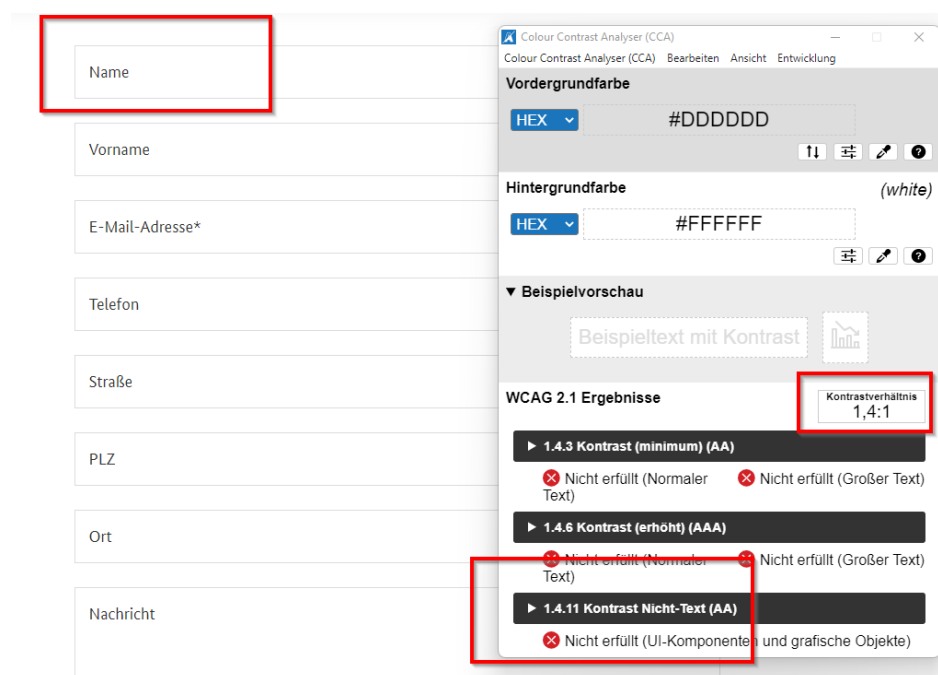 Name
Vorname
E-Mail-Adresse*
Telefon
Straße
PLZ
Ort
Nachricht
Colour Contrast Analyser (CCA)
Colour Contrast Analyser (CCA) Bearbeiten Ansicht Entwicklung
Vordergrundfarbe
HEX #DDDDDD
Hintergrundfarbe (white)
HEX #FFFFFF
▼ Beispielvorschau
Beispieltext mit Kontrast
WCAG 2.1 Ergebnisse
Kontrastverhältnis
1,4:1
▶ 1.4.3 Kontrast (minimum) (AA)
Nicht erfüllt (Normaler Text)
Nicht erfüllt (Großer Text)
▶ 1.4.6 Kontrast (erhöht) (AAA)
Nicht erfüllt (Normaler Text)
Nicht erfüllt (Großer Text)
▶ 1.4.11 Kontrast Nicht-Text (AA)
Nicht erfüllt (UI-Komponenten und grafische Objekte)